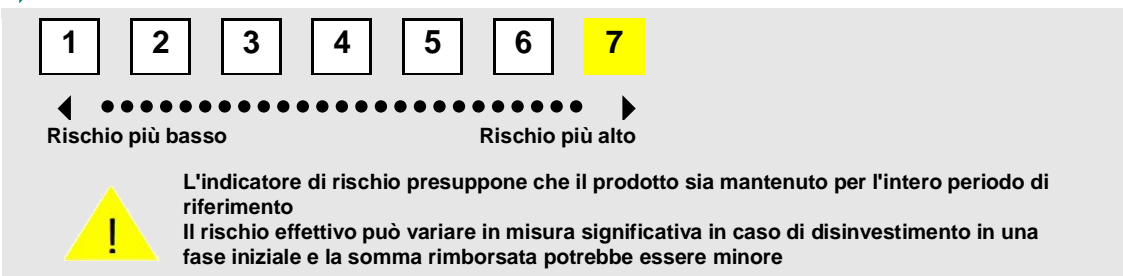 1 2 3 4 5 6 7
Rischio più basso Rischio più alto
L'indicatore di rischio presuppone che il prodotto sia mantenuto per l'intero periodo di
riferimento
Il rischio effettivo può variare in misura significativa in caso di disinvestimento in una
fase iniziale e la somma rimborsata potrebbe essere minore
!